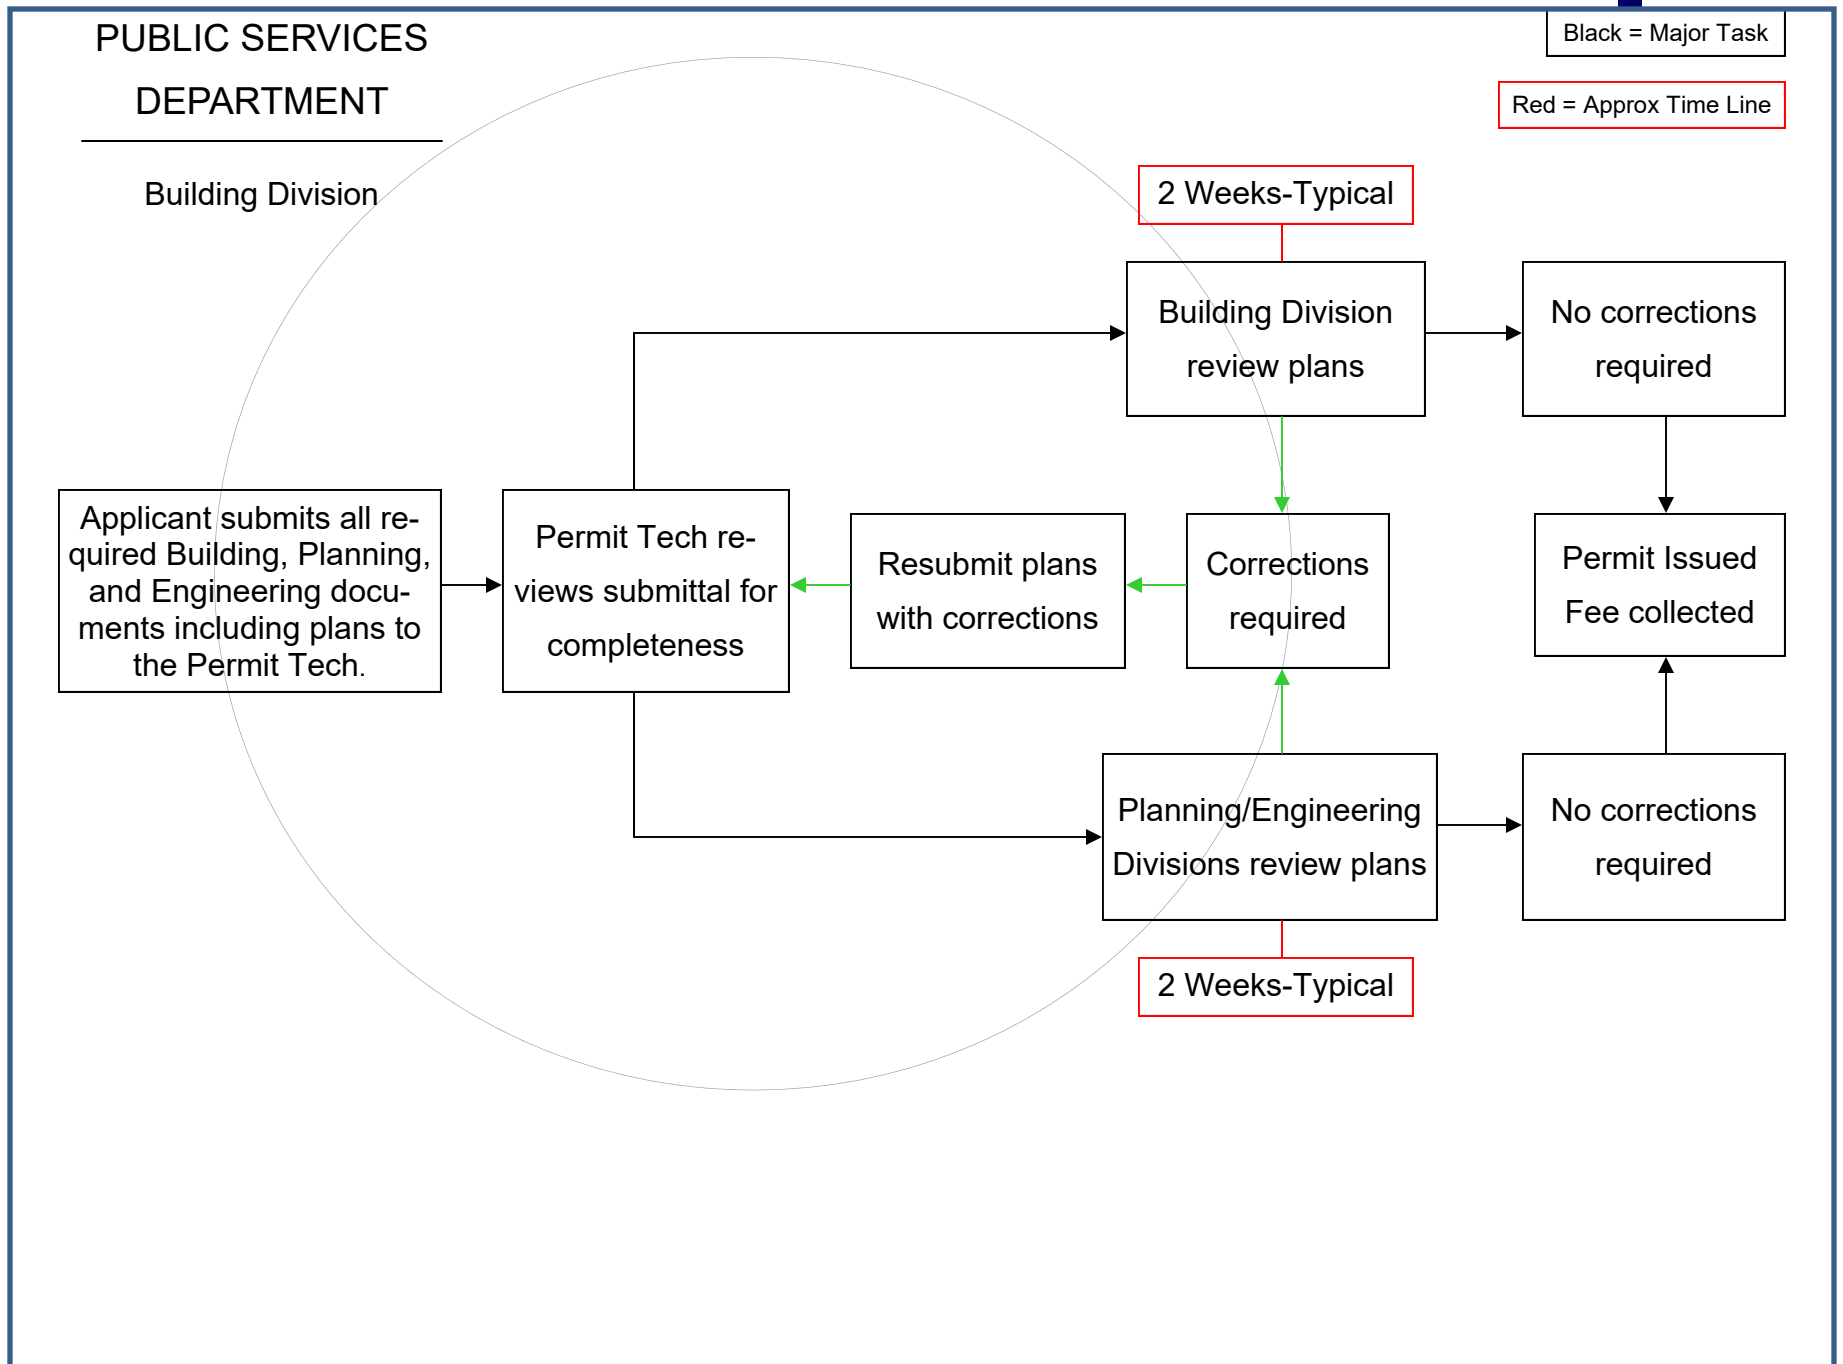 PUBLIC SERVICES
DEPARTMENT
Building Division
Black = Major Task
Red = Approx Time Line
2 Weeks-Typical
Building Division
review plans
No corrections
required
Applicant submits all re-
quired Building, Planning,
and Engineering docu-
ments including plans to
the Permit Tech.
Permit Tech re-
views submittal for
completeness
Resubmit plans
with corrections
Corrections
required
Permit Issued
Fee collected
Planning/Engineering
Divisions review plans
No corrections
required
2 Weeks-Typical